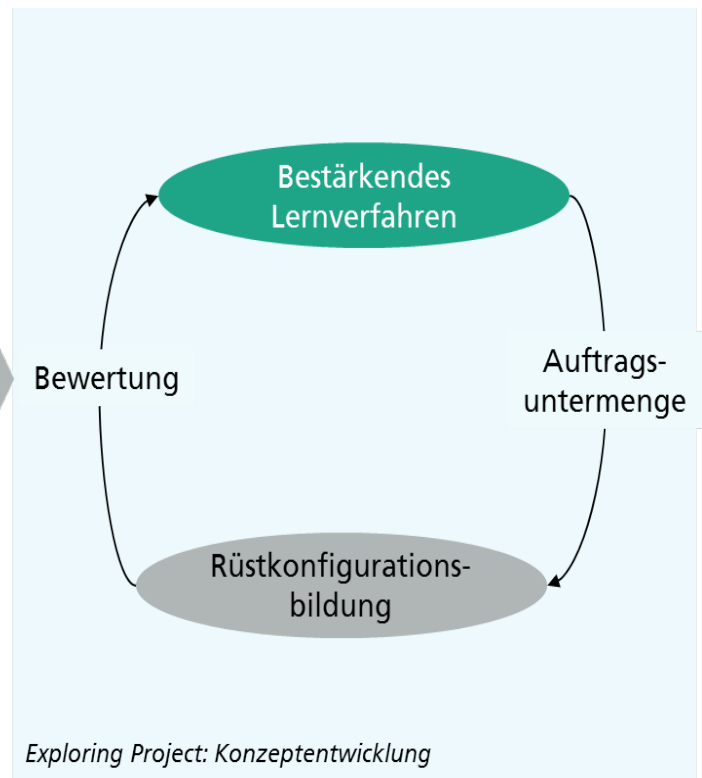 Bestärkendes
Lernverfahren
Bewertung
Auftrags-
untermenge
Rüstkonfigurations-
bildung
Exploring Project: Konzeptentwicklung